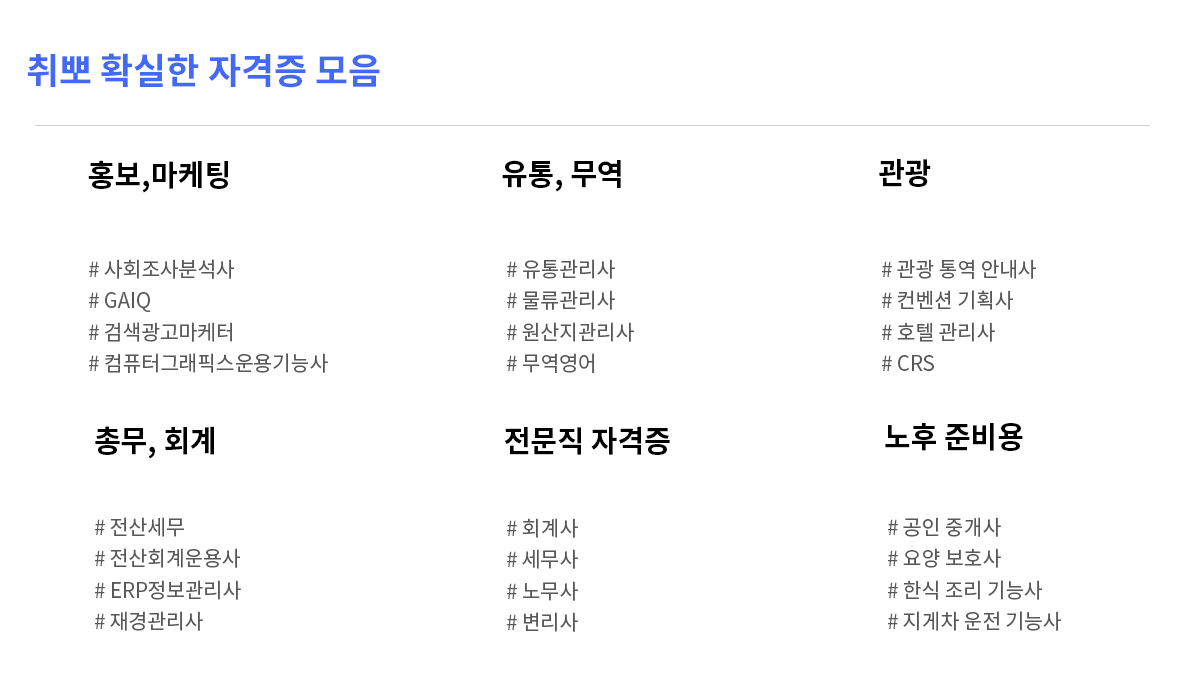 취뽀 확실한 자격증 모음
홍보,마케팅
# 사회조사분석사
# GAIQ
# 검색광고마케터
# 컴퓨터그래픽스운용기능사
유통, 무역
# 유통관리사
# 물류관리사
# 원산지관리사
# 무역영어
관광
# 관광 통역 안내사
# 컨벤션 기획사
# 호텔 관리사
# CRS
총무, 회계
# 전산세무
# 전산회계운용사
# ERP정보관리사
# 재경관리사
전문직 자격증
# 회계사
# 세무사
# 노무사
# 변리사
노후 준비용
# 공인 중개사
# 요양 보호사
# 한식 조리 기능사
# 지게차 운전 기능사